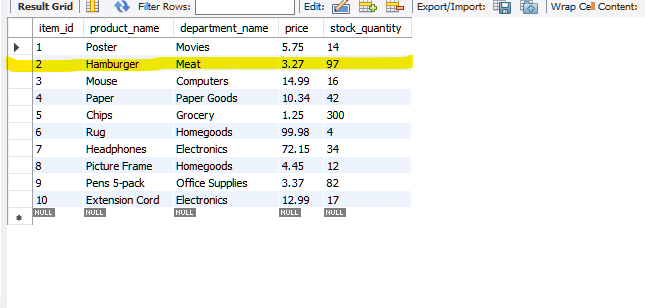 Result Grid Filter Rows: Edit: Export/Import: Wrap Cell Content:
item_id product_name department_name price stock_quantity
1 Poster Movies 5.75 14
2 Hamburger Meat 3.27 97
3 Mouse Computers 14.99 16
4 Paper Paper Goods 10.34 42
5 Chips Grocery 1.25 300
6 Rug Homegoods 99.98 4
7 Headphones Electronics 72.15 34
8 Picture Frame Homegoods 4.45 12
9 Pens 5-pack Office Supplies 3.37 82
10 Extension Cord Electronics 12.99 17
NULL NULL NULL NULL NULL